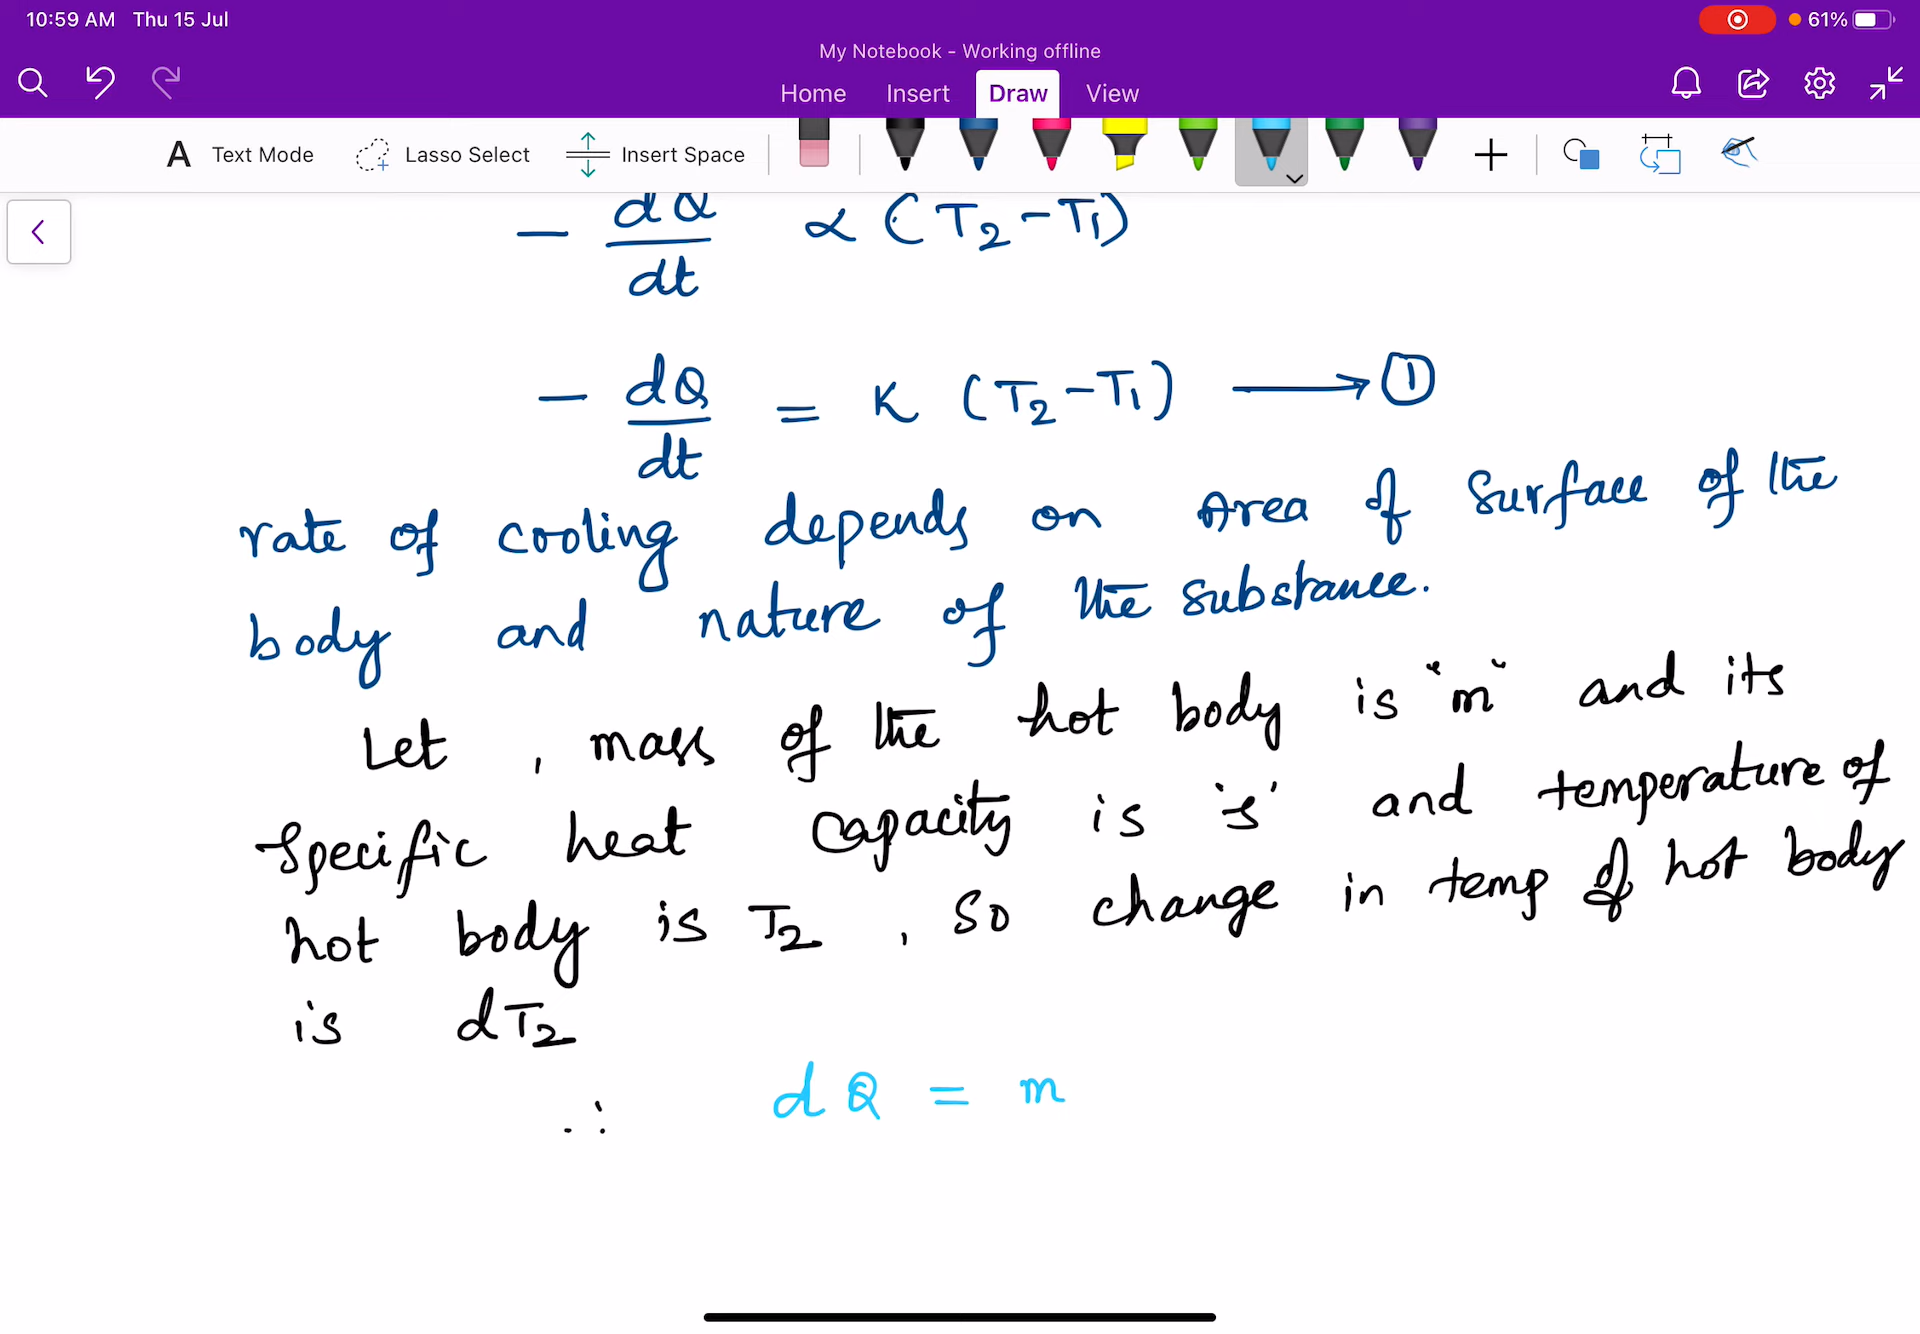 10:59 AM Thu 15 Jul
61%
My Notebook - Working offline
Home Insert Draw View
A Text Mode Lasso Select Insert Space
- dQ/dt ∝ (T2-T1)
- dQ/dt = K (T2-T1) → ①
rate of cooling depends on Area of Surface of the
body and nature of the substance.
Let , mass of the hot body is "m" and its
Specific heat capacity is 's' and temperature of
hot body is T2 , So change in temp of hot body
is dT2
∴ dQ = m